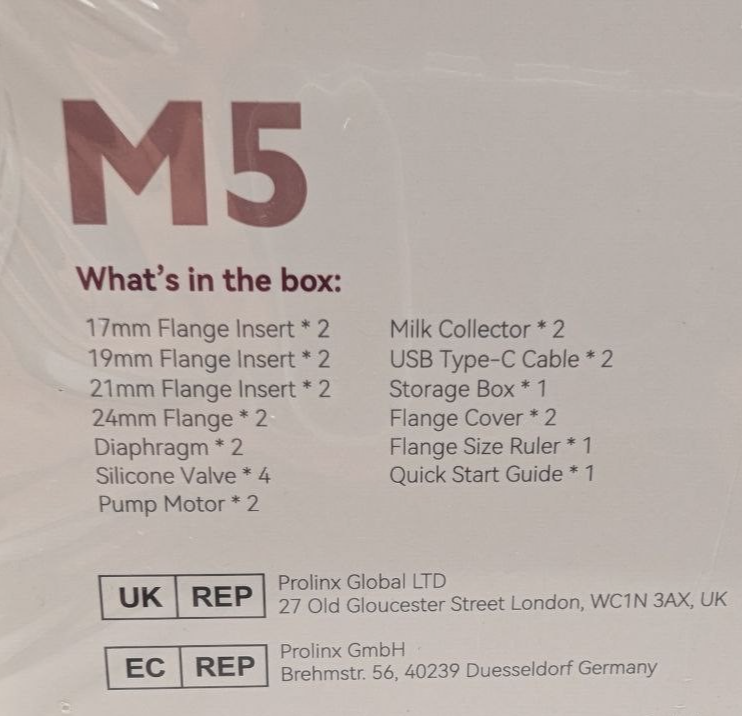 M5
What's in the box:
17mm Flange Insert * 2
19mm Flange Insert * 2
21mm Flange Insert * 2
24mm Flange * 2
Diaphragm * 2
Silicone Valve * 4
Pump Motor * 2
Milk Collector * 2
USB Type-C Cable * 2
Storage Box * 1
Flange Cover * 2
Flange Size Ruler * 1
Quick Start Guide * 1
UK REP
Prolinx Global LTD
27 Old Gloucester Street London, WC1N 3AX, UK
EC REP
Prolinx GmbH
Brehmstr. 56, 40239 Duesseldorf Germany